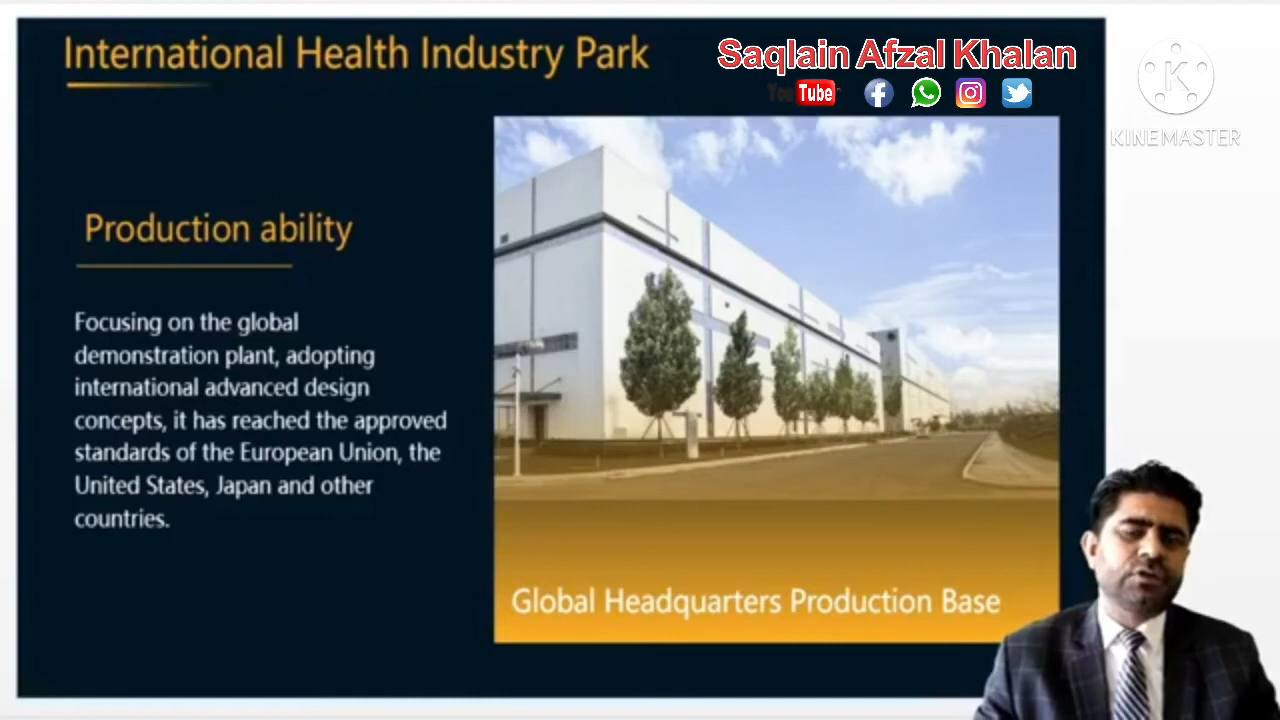 International Health Industry Park
Saqlain Afzal Khalan
YouTube
K
KINEMASTER
Production ability
Focusing on the global
demonstration plant, adopting
international advanced design
concepts, it has reached the approved
standards of the European Union, the
United States, Japan and other
countries.
Global Headquarters Production Base